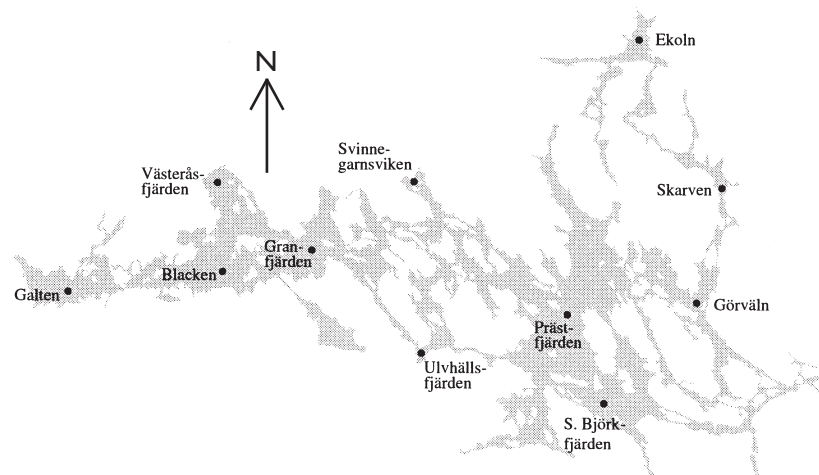 Ekoln
N
Svinne-
garnsviken
Västerås-
fjärden
Skarven
Gran-
fjärden
Blacken
Galten
Görväln
Präst-
fjärden
Ulvhälls-
fjärden
S. Björk-
fjärden